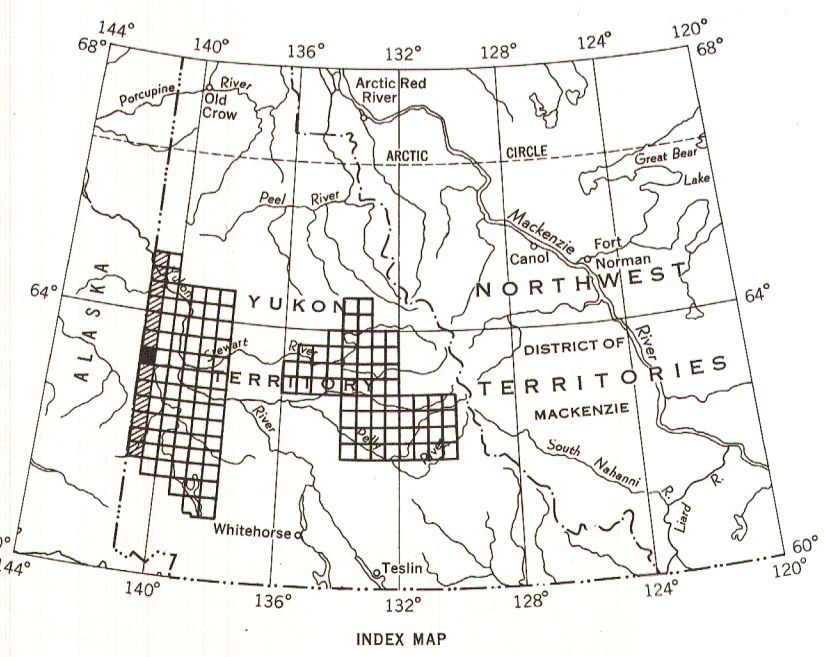 144° 140° 136° 132° 128° 124° 120°
68° 68°
Porcupine River
Old
Crow
Arctic Red
River
ARCTIC CIRCLE
Great Bear
Lake
Peel River
Mackenzie
Canol
Fort
Norman
64° 64°
ALASKA
YUKON
NORTHWEST
Stewart River
River
DISTRICT OF
TERRITORY
TERRITORIES
MACKENZIE
River
Pelly
River
South Nahanni R.
Liard R.
Whitehorse
Teslin
60°
144° 140° 136° 132° 128° 124° 120°
INDEX MAP